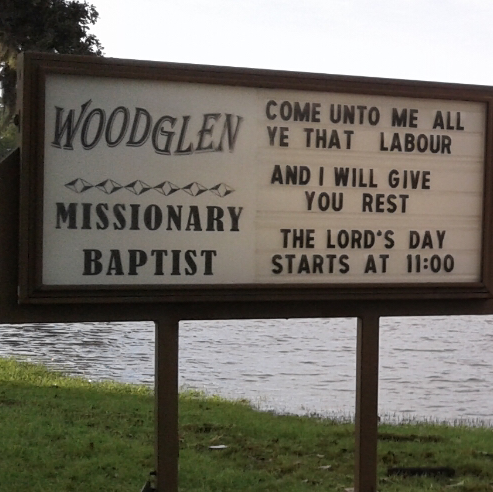 WOODGLEN
MISSIONARY
BAPTIST
COME UNTO ME ALL
YE THAT LABOUR
AND I WILL GIVE
YOU REST
THE LORD'S DAY
STARTS AT 11:00